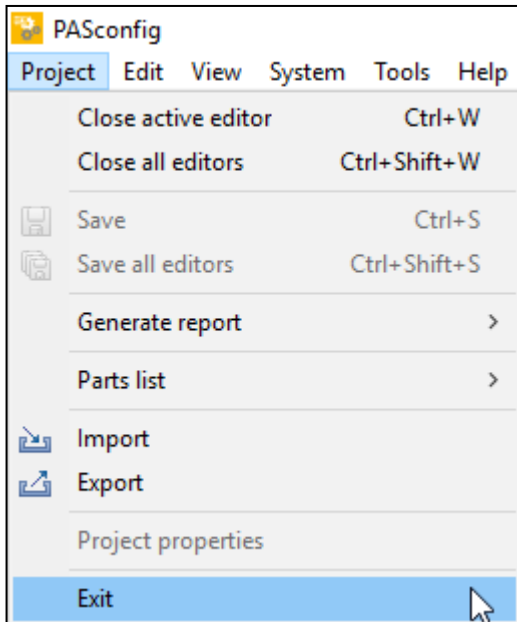 PASconfig
Project Edit View System Tools Help
Close active editor Ctrl+W
Close all editors Ctrl+Shift+W
Save Ctrl+S
Save all editors Ctrl+Shift+S
Generate report >
Parts list >
Import
Export
Project properties
Exit